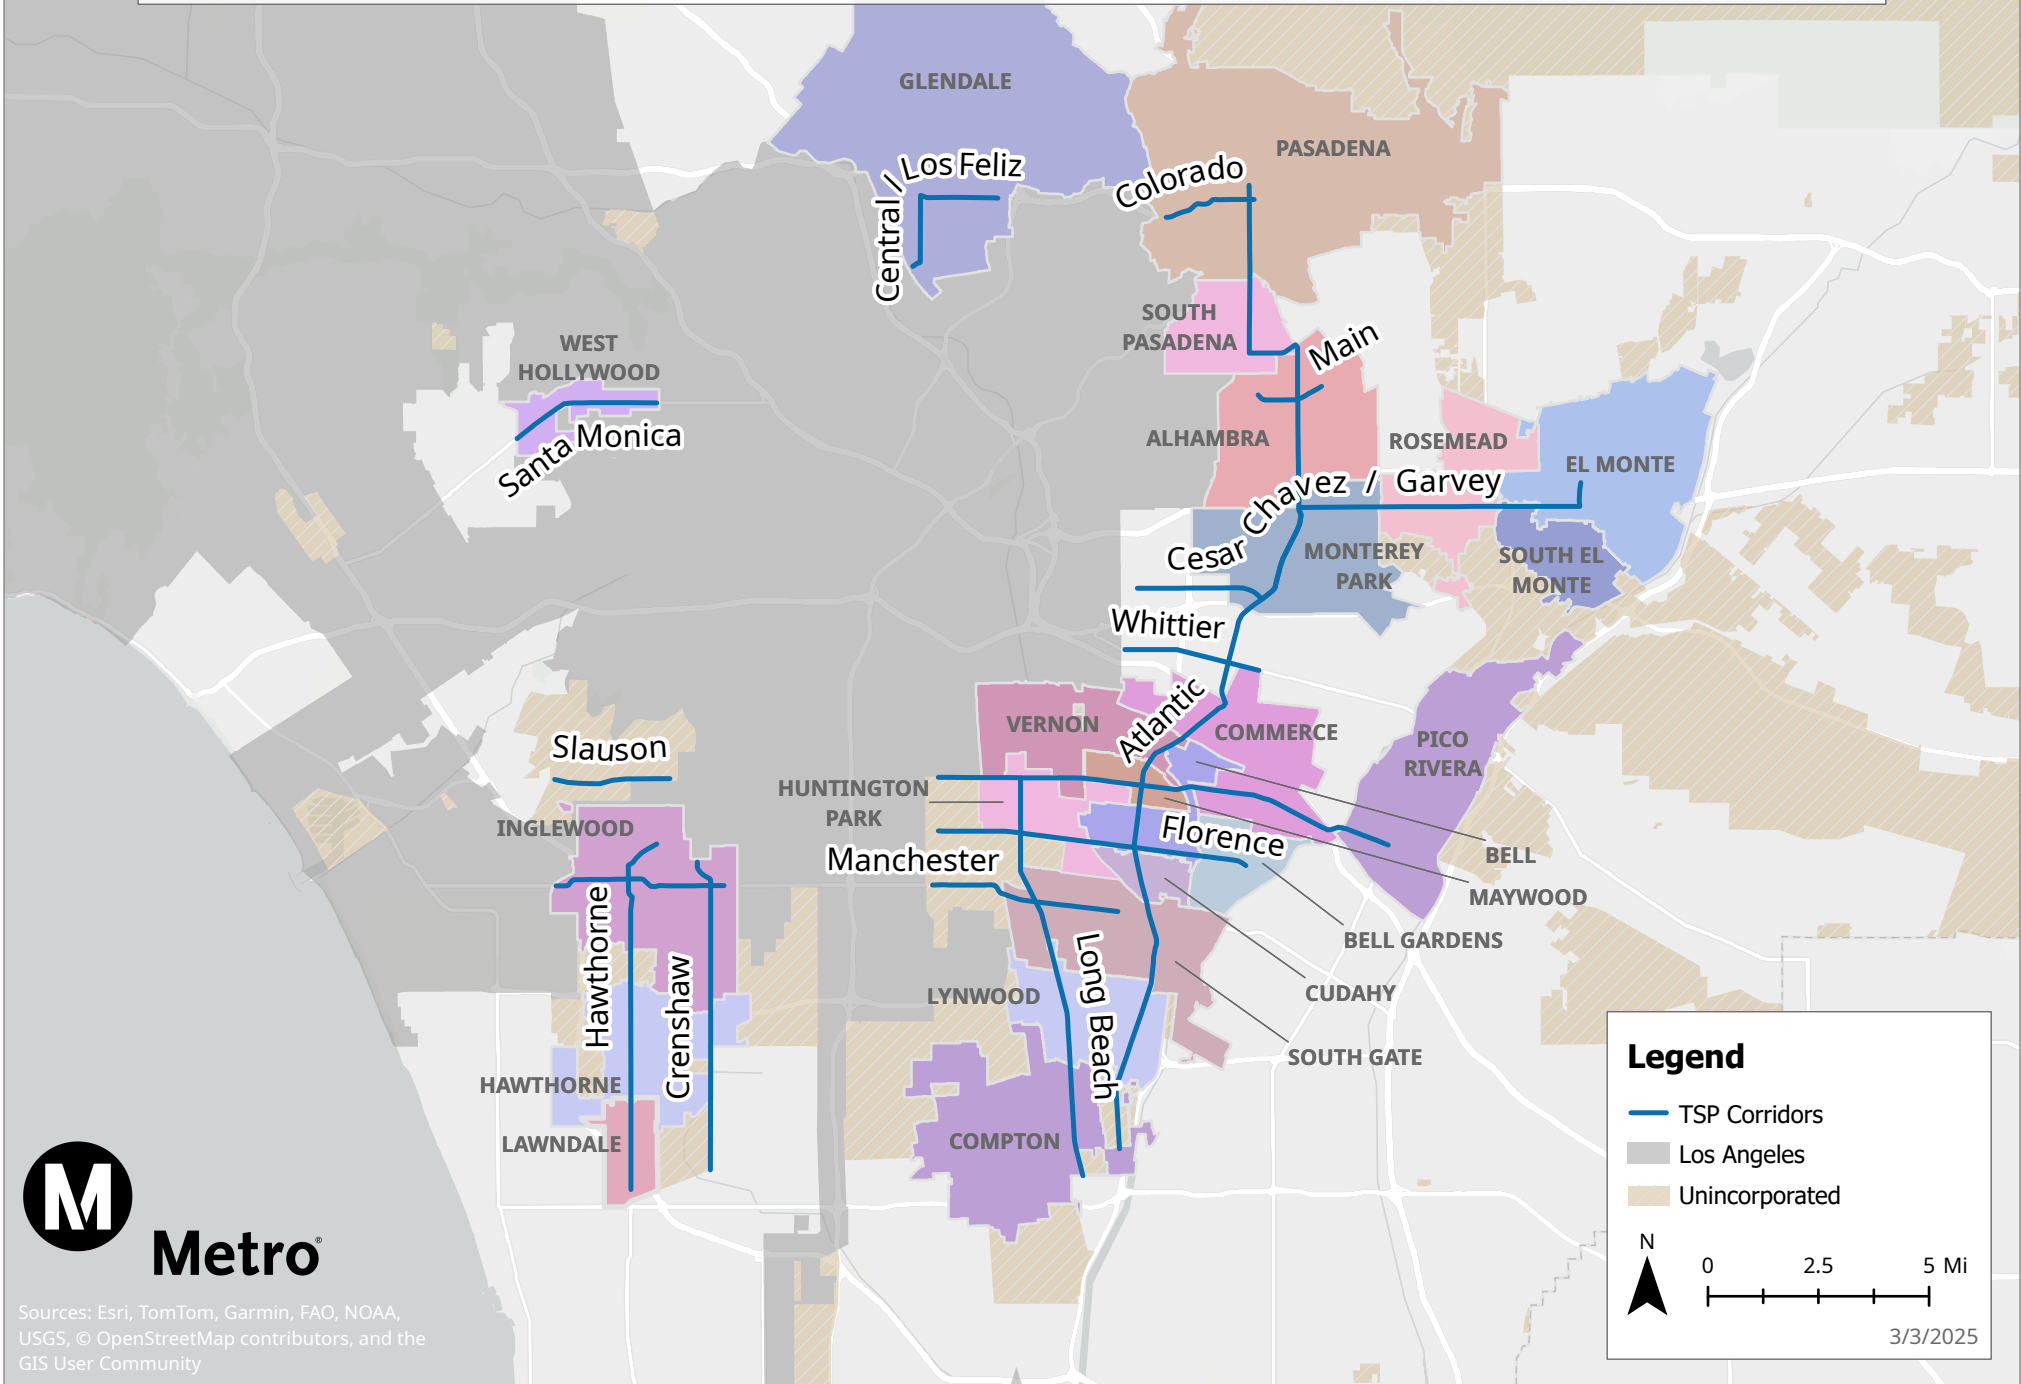 GLENDALE
PASADENA
Central / Los Feliz
Colorado
SOUTH
PASADENA
Main
WEST
HOLLYWOOD
Santa Monica
ALHAMBRA
ROSEMEAD
EL MONTE
Cesar Chavez / Garvey
MONTEREY
PARK
SOUTH EL
MONTE
Whittier
Atlantic
VERNON
COMMERCE
PICO
RIVERA
Slauson
HUNTINGTON
PARK
INGLEWOOD
Florence
Manchester
BELL
MAYWOOD
BELL GARDENS
Hawthorne
Crenshaw
Long Beach
LYNWOOD
CUDAHY
SOUTH GATE
HAWTHORNE
LAWNDALE
COMPTON
Legend
TSP Corridors
Los Angeles
Unincorporated
N
0 2.5 5 Mi
3/3/2025
M
Metro®
Sources: Esri, TomTom, Garmin, FAO, NOAA,
USGS, © OpenStreetMap contributors, and the
GIS User Community